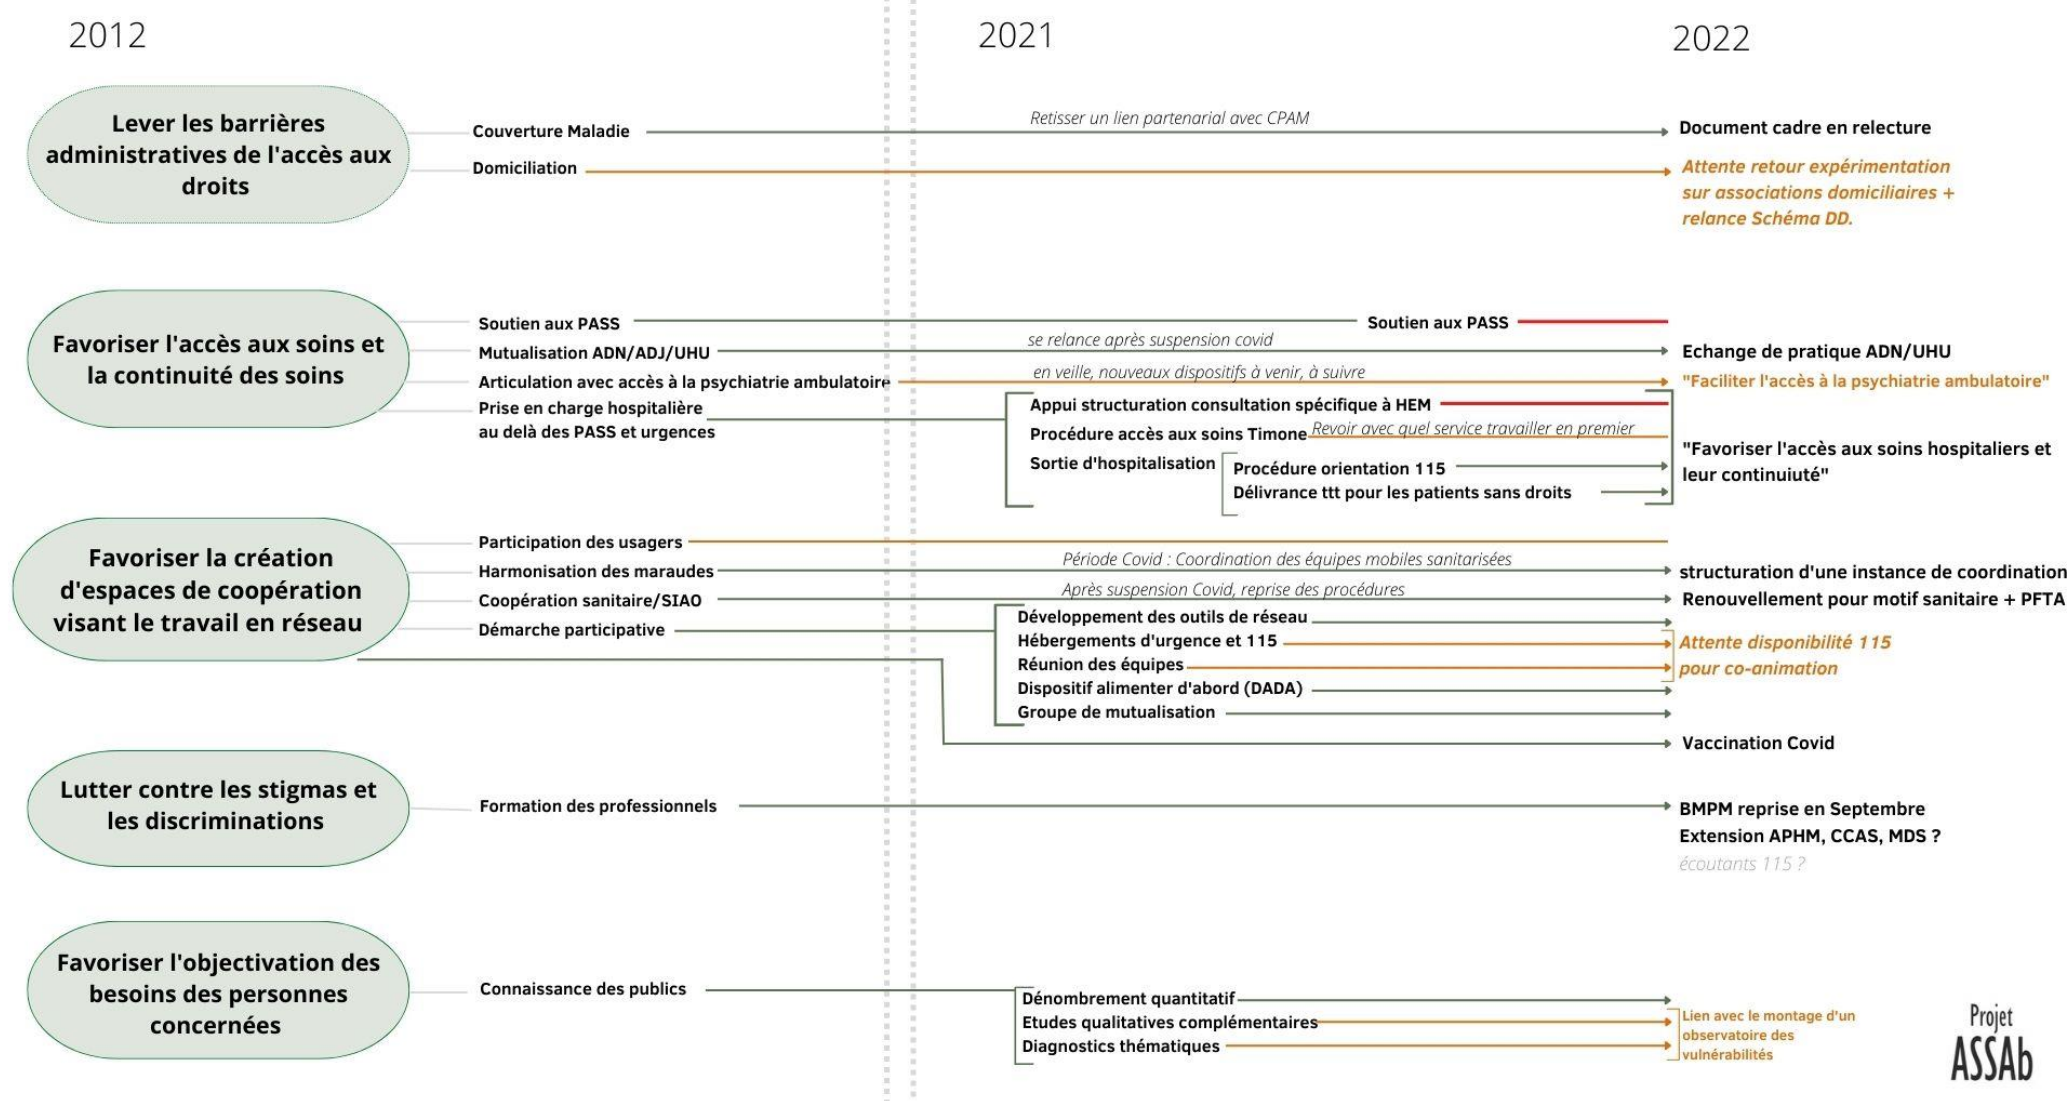 2012
2021
2022
Lever les barrières
administratives de l'accès aux
droits
Couverture Maladie
Retisser un lien partenarial avec CPAM
Document cadre en relecture
Domiciliation
Attente retour expérimentation
sur associations domiciliaires +
relance Schéma DD.
Favoriser l'accès aux soins et
la continuité des soins
Soutien aux PASS
Soutien aux PASS
Mutualisation ADN/ADJ/UHU
se relance après suspension covid
Echange de pratique ADN/UHU
Articulation avec accès à la psychiatrie ambulatoire
en veille, nouveaux dispositifs à venir, à suivre
"Faciliter l'accès à la psychiatrie ambulatoire"
Prise en charge hospitalière
au delà des PASS et urgences
Appui structuration consultation spécifique à HEM
Procédure accès aux soins Timone
Revoir avec quel service travailler en premier
Sortie d'hospitalisation
Procédure orientation 115
Délivrance ttt pour les patients sans droits
"Favoriser l'accès aux soins hospitaliers et
leur continuiuté"
Favoriser la création
d'espaces de coopération
visant le travail en réseau
Participation des usagers
Harmonisation des maraudes
Période Covid : Coordination des équipes mobiles sanitarisées
structuration d'une instance de coordination
Coopération sanitaire/SIAO
Après suspension Covid, reprise des procédures
Renouvellement pour motif sanitaire + PFTA
Démarche participative
Développement des outils de réseau
Hébergements d'urgence et 115
Réunion des équipes
Attente disponibilité 115
pour co-animation
Dispositif alimenter d'abord (DADA)
Groupe de mutualisation
Vaccination Covid
Lutter contre les stigmas et
les discriminations
Formation des professionnels
BMPM reprise en Septembre
Extension APHM, CCAS, MDS ?
écoutants 115 ?
Favoriser l'objectivation des
besoins des personnes
concernées
Connaissance des publics
Dénombrement quantitatif
Etudes qualitatives complémentaires
Diagnostics thématiques
Lien avec le montage d'un
observatoire des
vulnérabilités
Projet
ASSAb